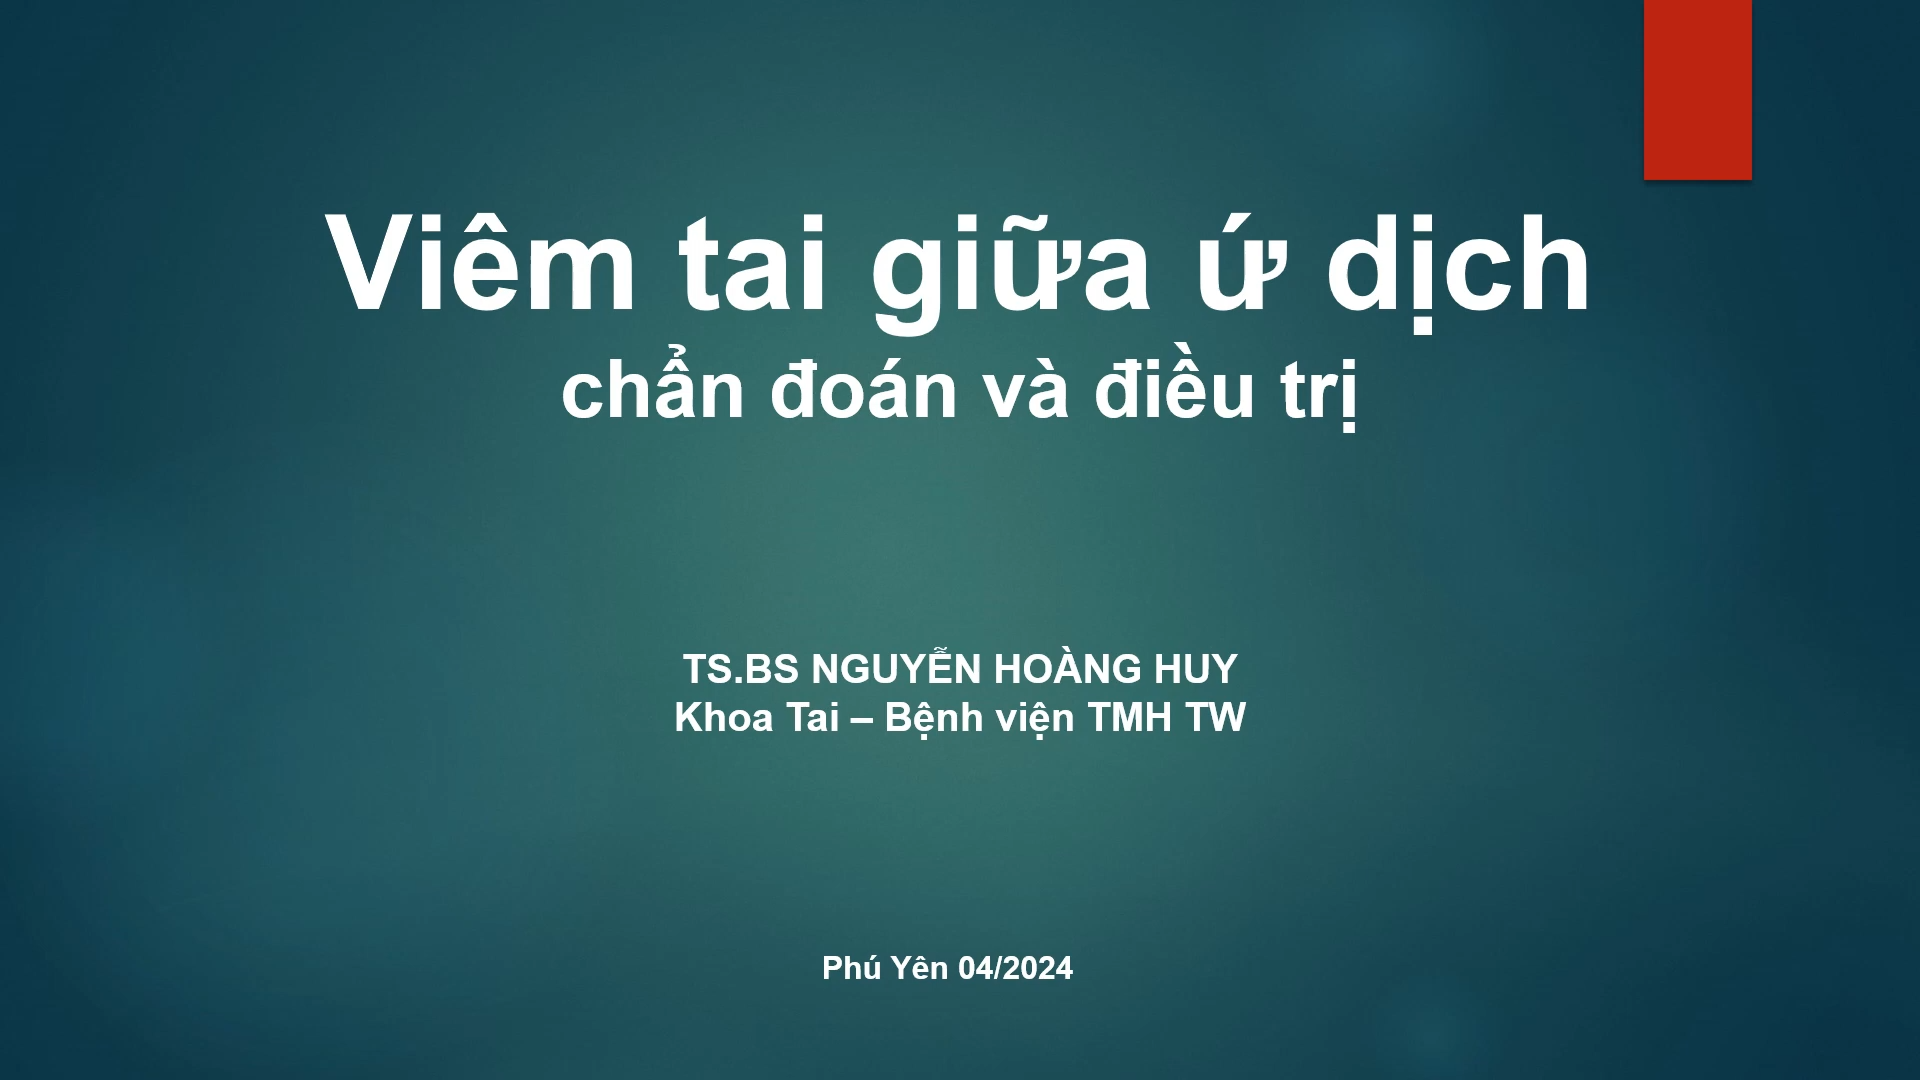 Viêm tai giữa ứ dịch
chẩn đoán và điều trị
TS.BS NGUYỄN HOÀNG HUY
Khoa Tai – Bệnh viện TMH TW
Phú Yên 04/2024